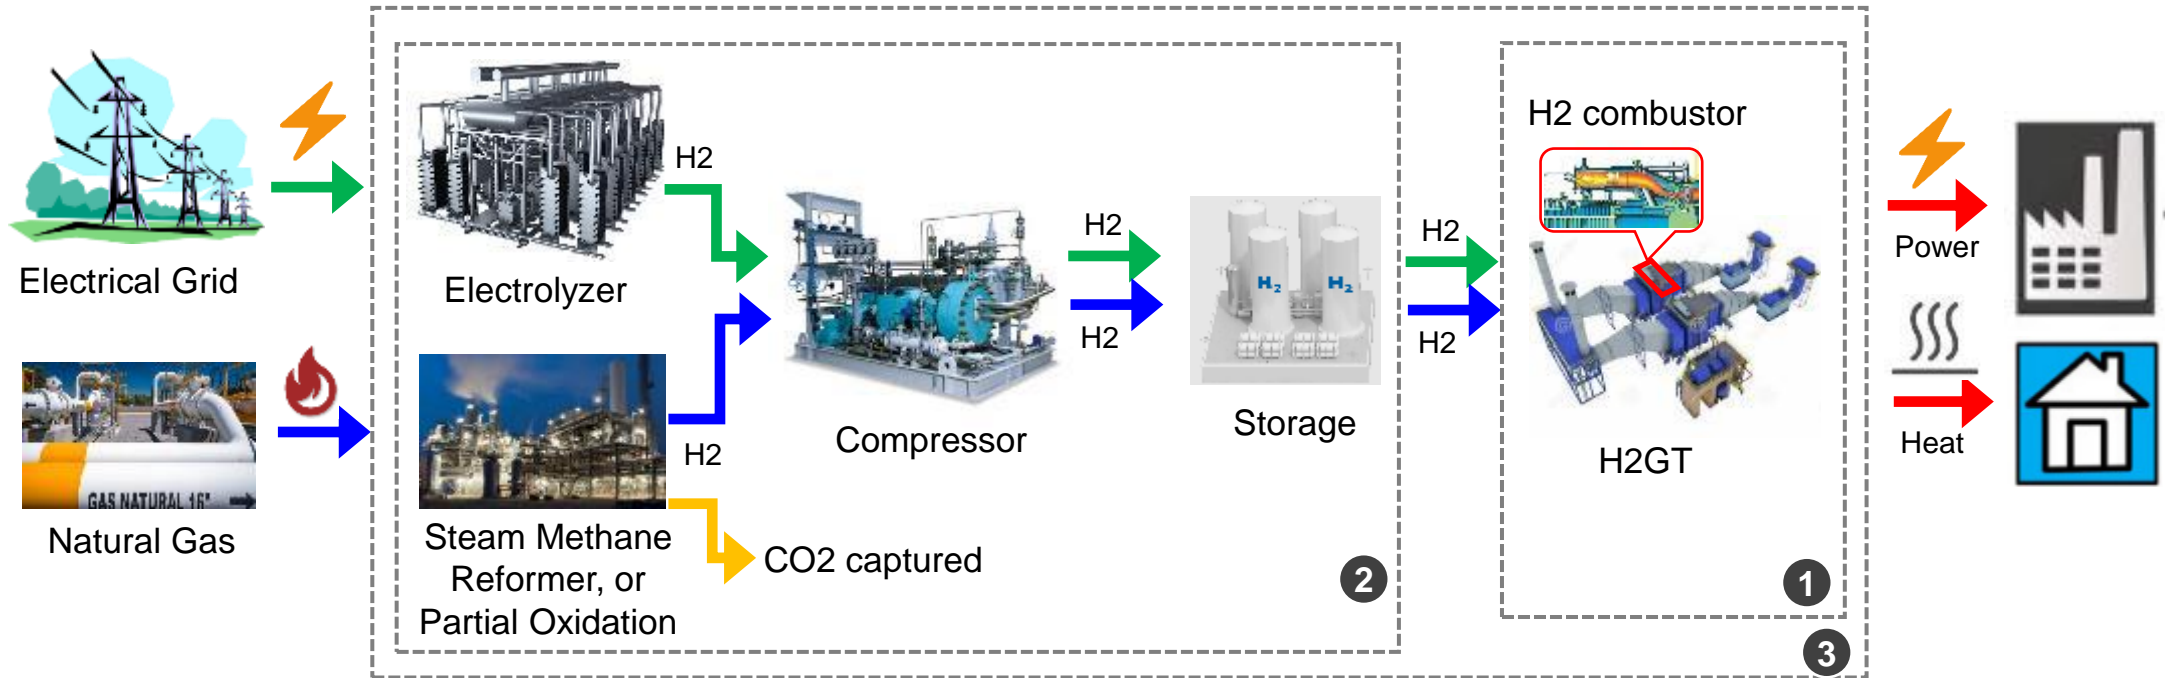 H2 combustor
H2
H2
H2
Electrical Grid
Electrolyzer
Power
H2
H2
H2
H2
H2
Storage
Compressor
Heat
H2GT
GAS NATURAL 16"
Natural Gas
Steam Methane
Reformer, or
Partial Oxidation
CO2 captured
2
1
3